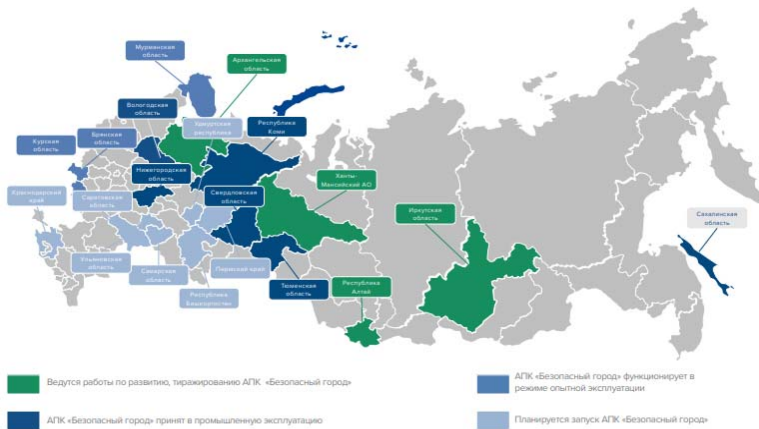 Мурманская
область
Архангельская
область
Вологодская
область
Удмуртская
республика
Республика
Коми
Курская
область
Брянская
область
Нижегородская
область
Ханты-
Мансийский АО
Краснодарский
край
Саратовская
область
Свердловская
область
Иркутская
область
Сахалинская
область
Ульяновская
область
Самарская
область
Пермский край
Республика
Башкортостан
Тюменская
область
Республика
Алтай
Ведутся работы по развитию, тиражированию АПК «Безопасный город»
АПК «Безопасный город» функционирует в
режиме опытной эксплуатации
АПК «Безопасный город» принят в промышленную эксплуатацию
Планируется запуск АПК «Безопасный город»